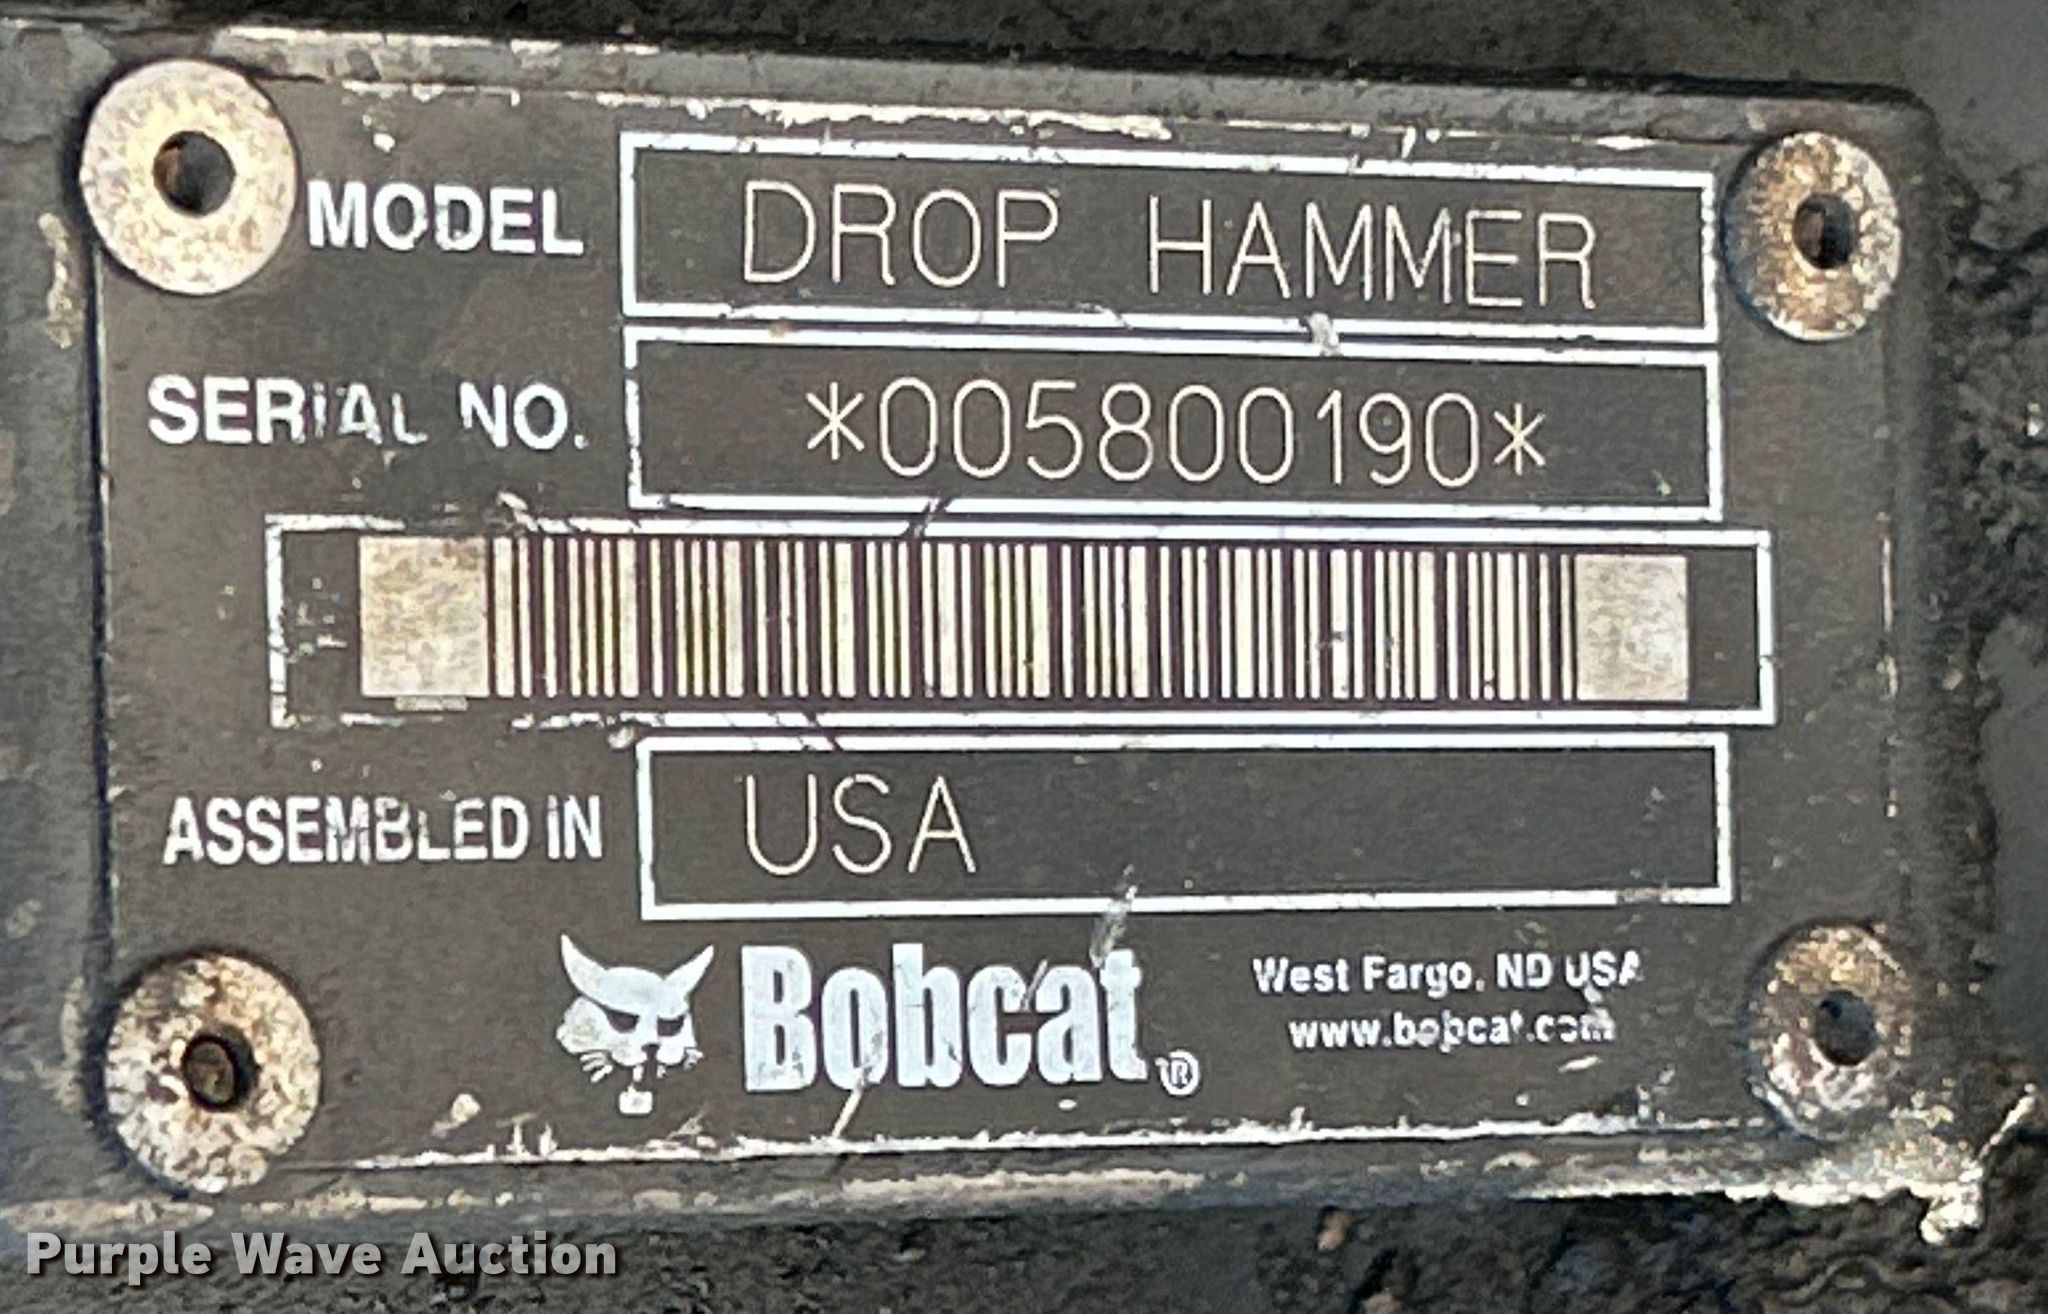 MODEL DROP HAMMER
SERIAL NO. *005800190*
ASSEMBLED IN USA
Bobcat® West Fargo, ND USA
www.bobcat.com
Purple Wave Auction